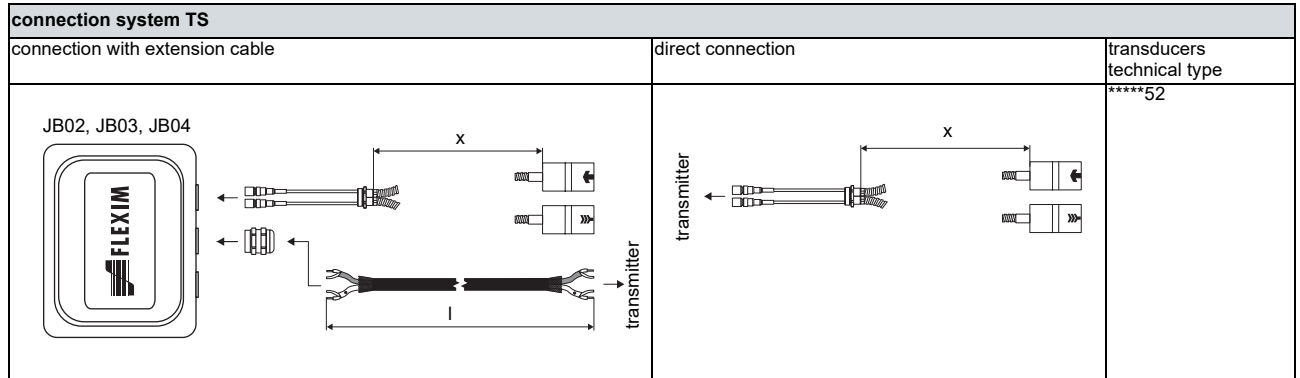 connection system TS
connection with extension cable
direct connection
transducers
technical type
*****52
JB02, JB03, JB04
x
FLEXIM
l
transmitter
x
transmitter